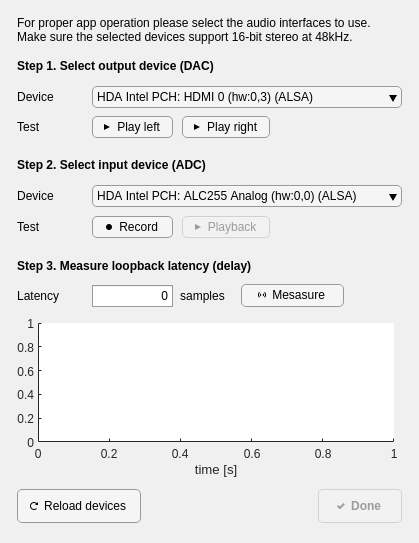 For proper app operation please select the audio interfaces to use.
Make sure the selected devices support 16-bit stereo at 48kHz.
Step 1. Select output device (DAC)
Device HDA Intel PCH: HDMI 0 (hw:0,3) (ALSA)
Test Play left Play right
Step 2. Select input device (ADC)
Device HDA Intel PCH: ALC255 Analog (hw:0,0) (ALSA)
Test Record Playback
Step 3. Measure loopback latency (delay)
Latency 0 samples Mesasure
1
0.8
0.6
0.4
0.2
0
0 0.2 0.4 0.6 0.8 1
time [s]
Reload devices Done